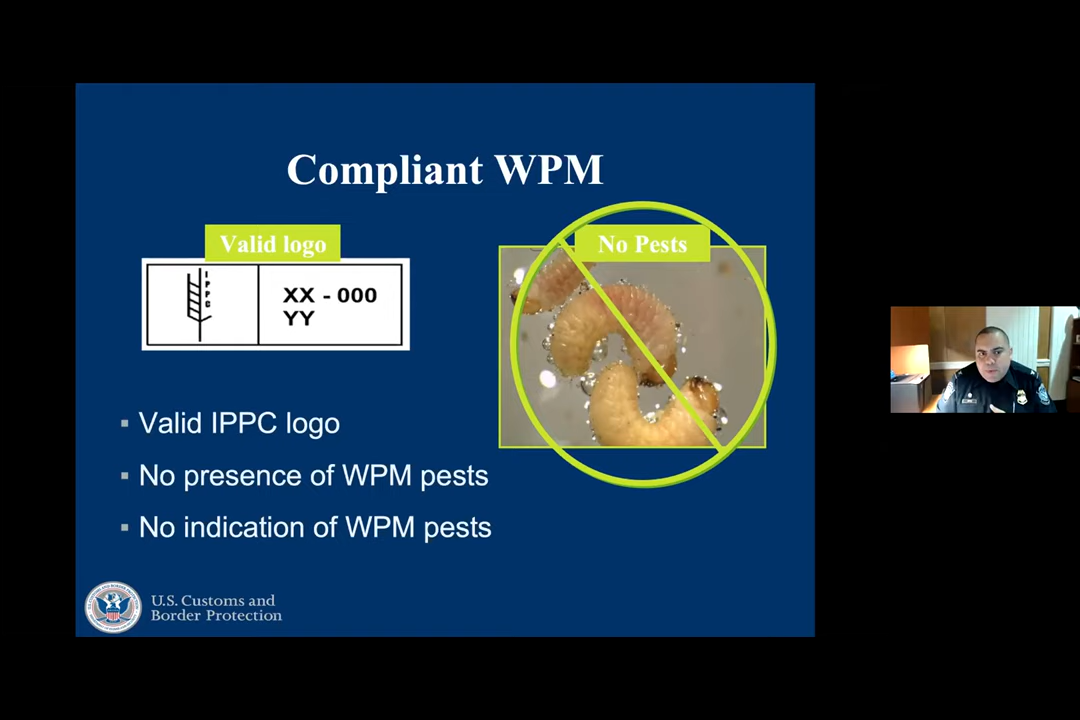 Compliant WPM
Valid logo
IPPC
XX - 000
YY
No Pests
Valid IPPC logo
No presence of WPM pests
No indication of WPM pests
U.S. Customs and
Border Protection